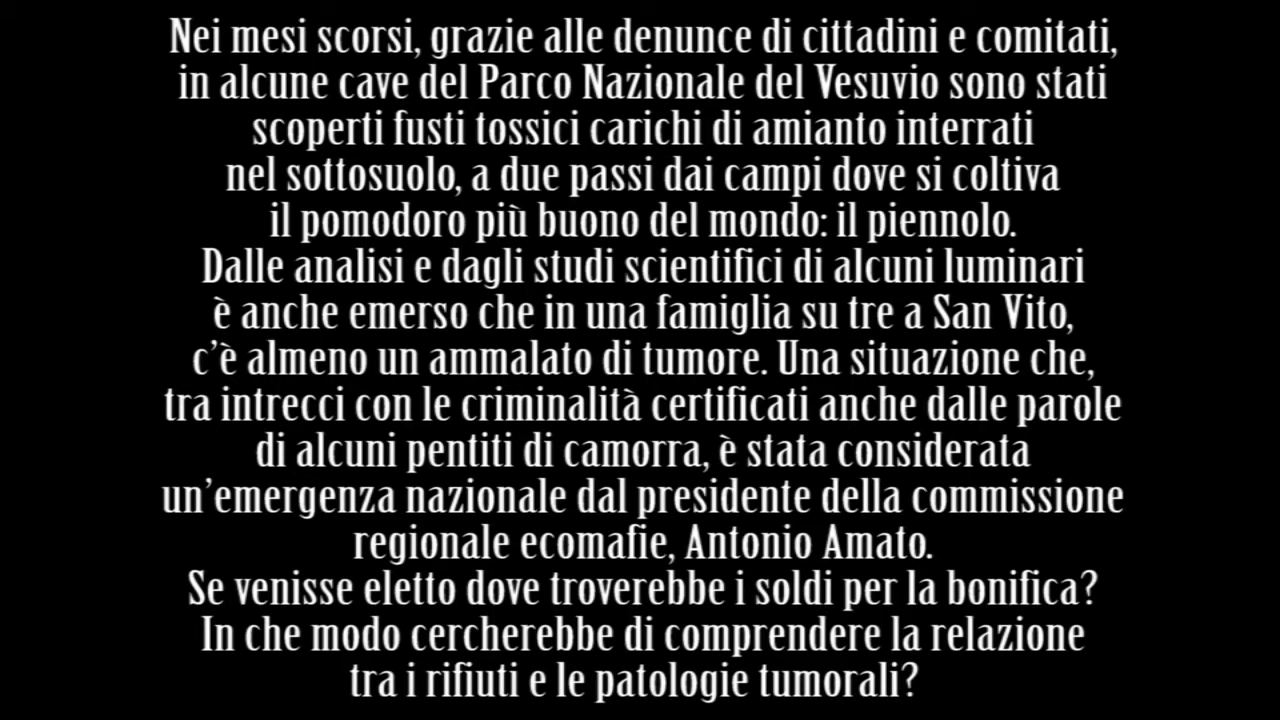 Nei mesi scorsi, grazie alle denunce di cittadini e comitati,
in alcune cave del Parco Nazionale del Vesuvio sono stati
scoperti fusti tossici carichi di amianto interrati
nel sottosuolo, a due passi dai campi dove si coltiva
il pomodoro più buono del mondo: il piennolo.
Dalle analisi e dagli studi scientifici di alcuni luminari
è anche emerso che in una famiglia su tre a San Vito,
c'è almeno un ammalato di tumore. Una situazione che,
tra intrecci con le criminalità certificati anche dalle parole
di alcuni pentiti di camorra, è stata considerata
un'emergenza nazionale dal presidente della commissione
regionale ecomafie, Antonio Amato.
Se venisse eletto dove troverebbe i soldi per la bonifica?
In che modo cercherebbe di comprendere la relazione
tra i rifiuti e le patologie tumorali?